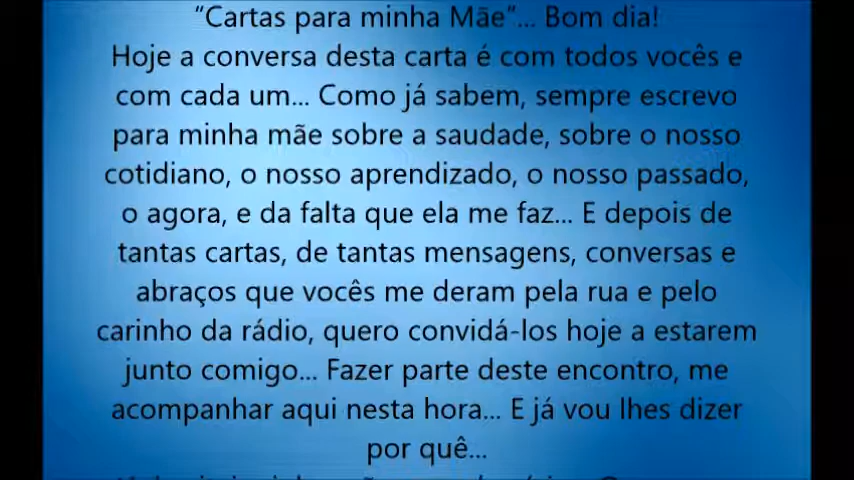 "Cartas para minha Mãe"... Bom dia!
Hoje a conversa desta carta é com todos vocês e
com cada um... Como já sabem, sempre escrevo
para minha mãe sobre a saudade, sobre o nosso
cotidiano, o nosso aprendizado, o nosso passado,
o agora, e da falta que ela me faz... E depois de
tantas cartas, de tantas mensagens, conversas e
abraços que vocês me deram pela rua e pelo
carinho da rádio, quero convidá-los hoje a estarem
junto comigo... Fazer parte deste encontro, me
acompanhar aqui nesta hora... E já vou lhes dizer
por quê...